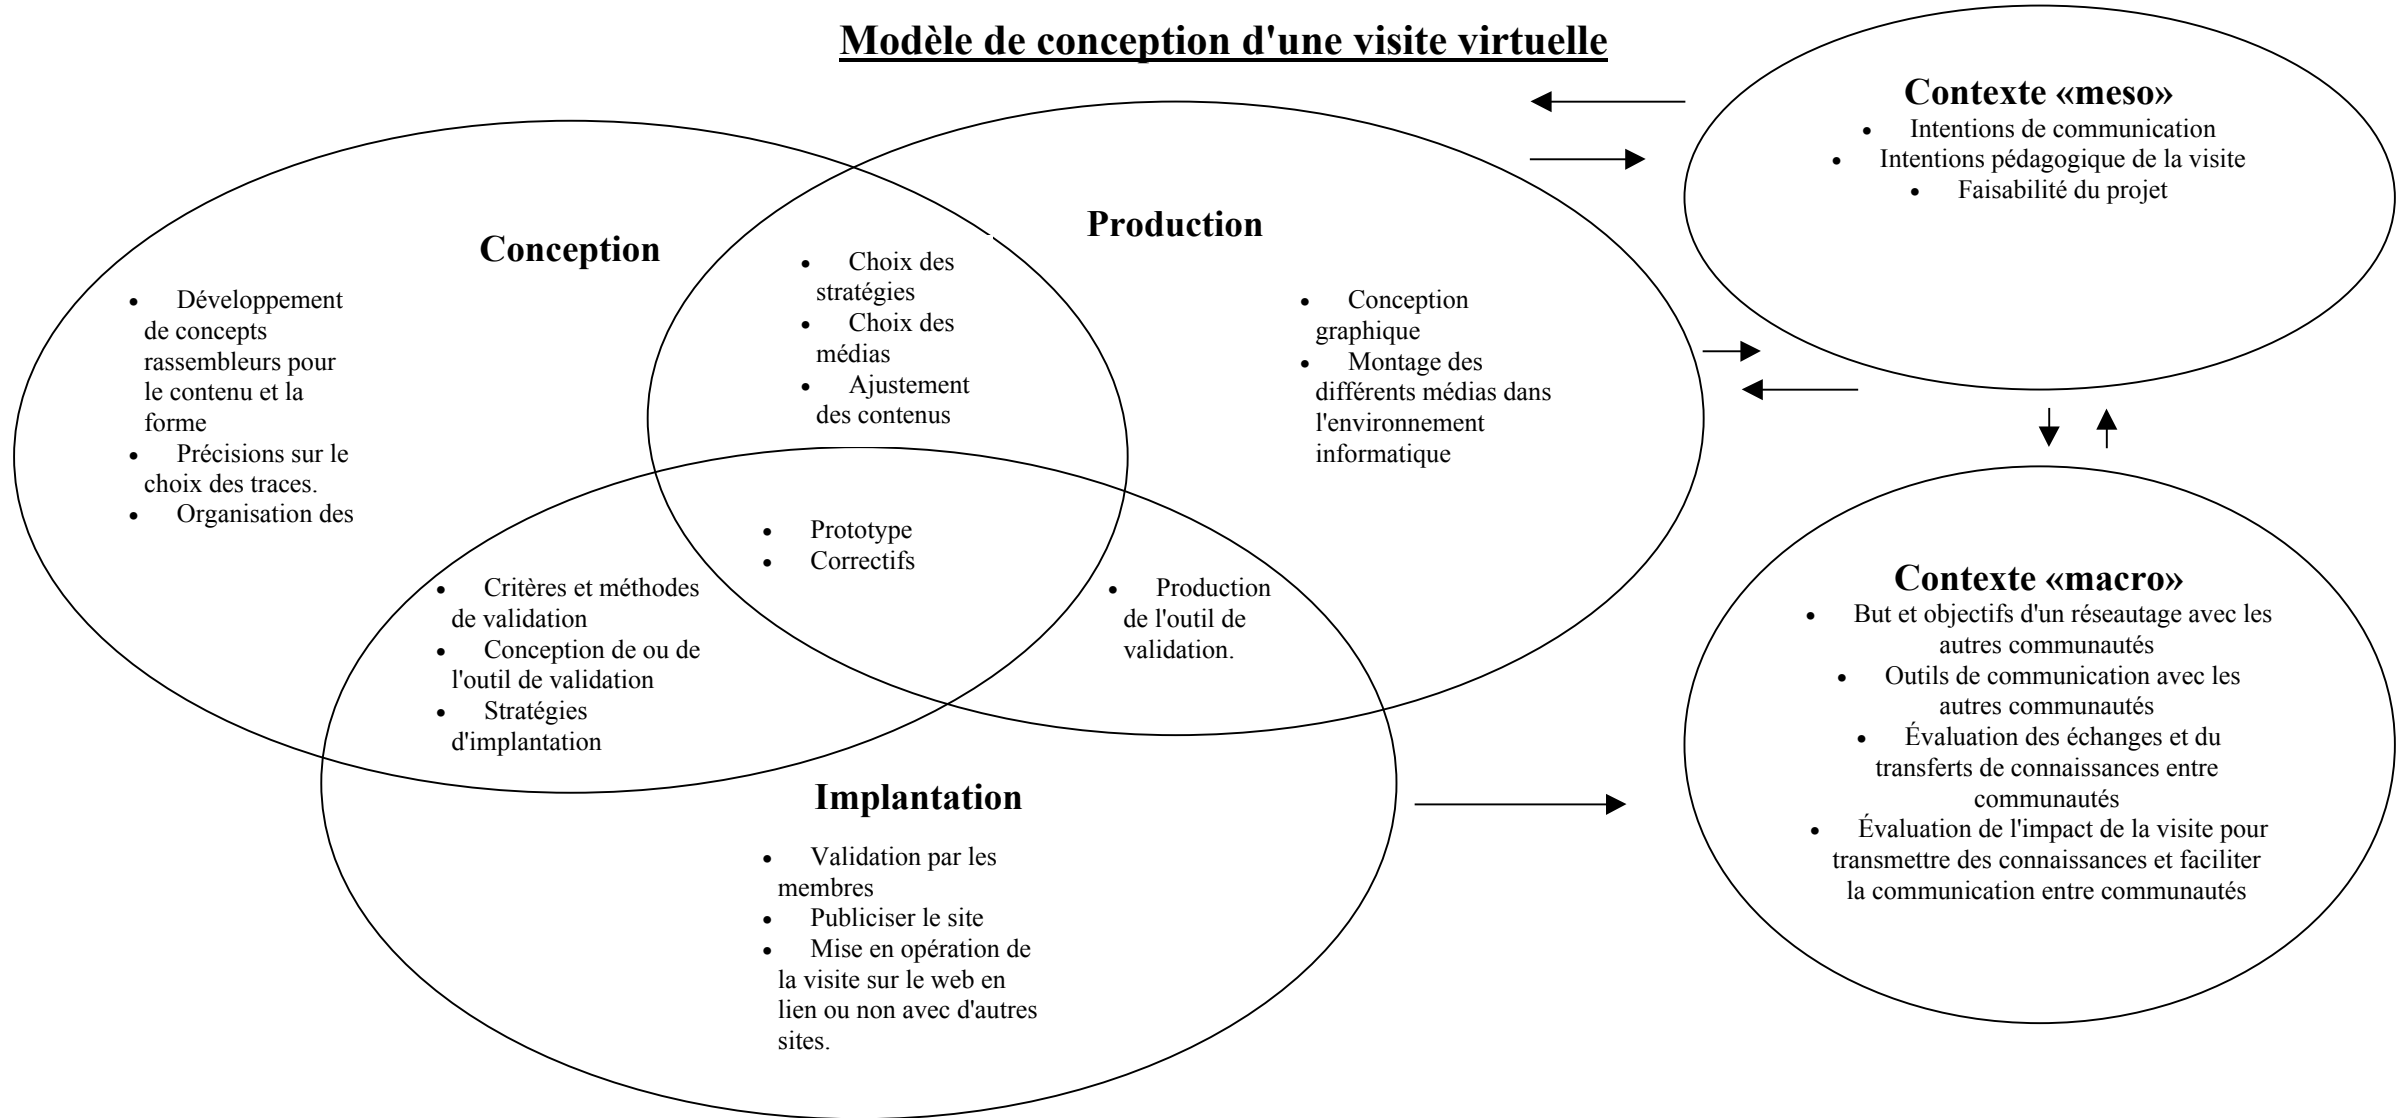 Modèle de conception d'une visite virtuelle
Conception
• Développement
de concepts
rassembleurs pour
le contenu et la
forme
• Précisions sur le
choix des traces.
• Organisation des
• Choix des
stratégies
• Choix des
médias
• Ajustement
des contenus
Production
• Conception
graphique
• Montage des
différents médias dans
l'environnement
informatique
• Prototype
• Correctifs
• Critères et méthodes
de validation
• Conception de ou de
l'outil de validation
• Stratégies
d'implantation
• Production
de l'outil de
validation.
Implantation
• Validation par les
membres
• Publiciser le site
• Mise en opération de
la visite sur le web en
lien ou non avec d'autres
sites.
Contexte «meso»
• Intentions de communication
• Intentions pédagogique de la visite
• Faisabilité du projet
Contexte «macro»
• But et objectifs d'un réseautage avec les
autres communautés
• Outils de communication avec les
autres communautés
• Évaluation des échanges et du
transferts de connaissances entre
communautés
• Évaluation de l'impact de la visite pour
transmettre des connaissances et faciliter
la communication entre communautés